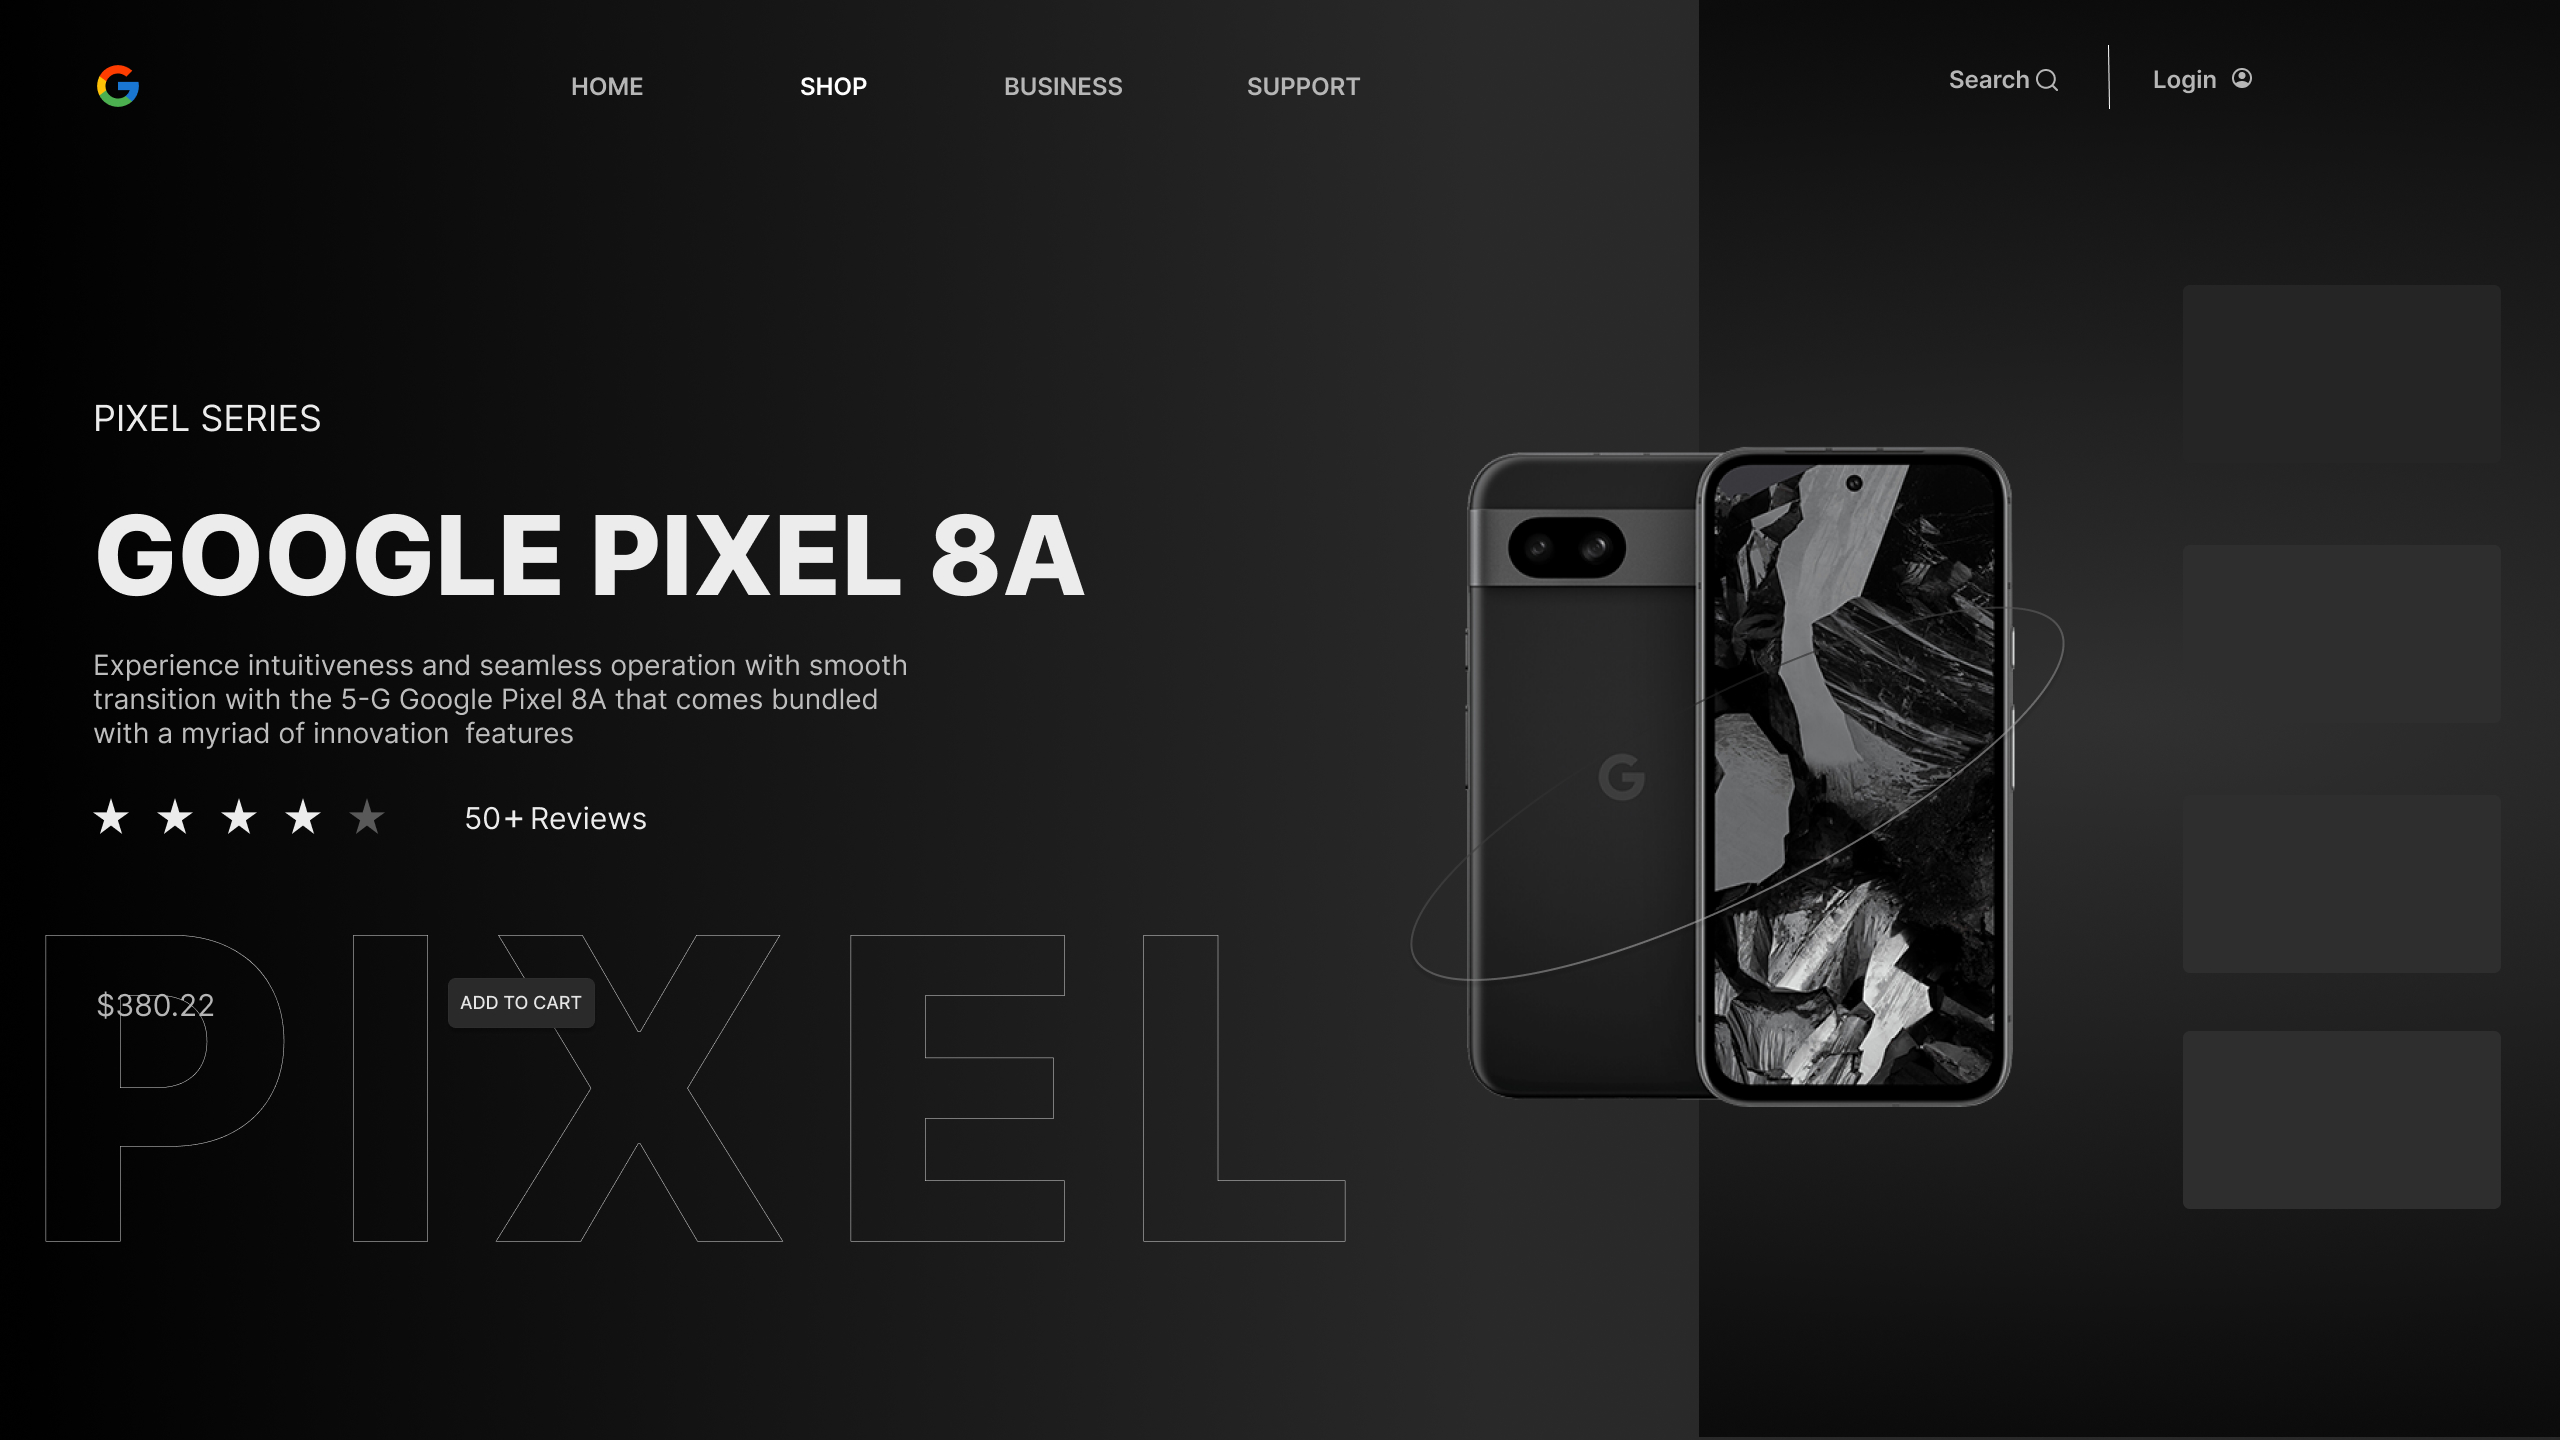 HOME SHOP BUSINESS SUPPORT Search Login
PIXEL SERIES
GOOGLE PIXEL 8A
Experience intuitiveness and seamless operation with smooth
transition with the 5-G Google Pixel 8A that comes bundled
with a myriad of innovation  features
50+ Reviews
PIXEL
$380.22 ADD TO CART